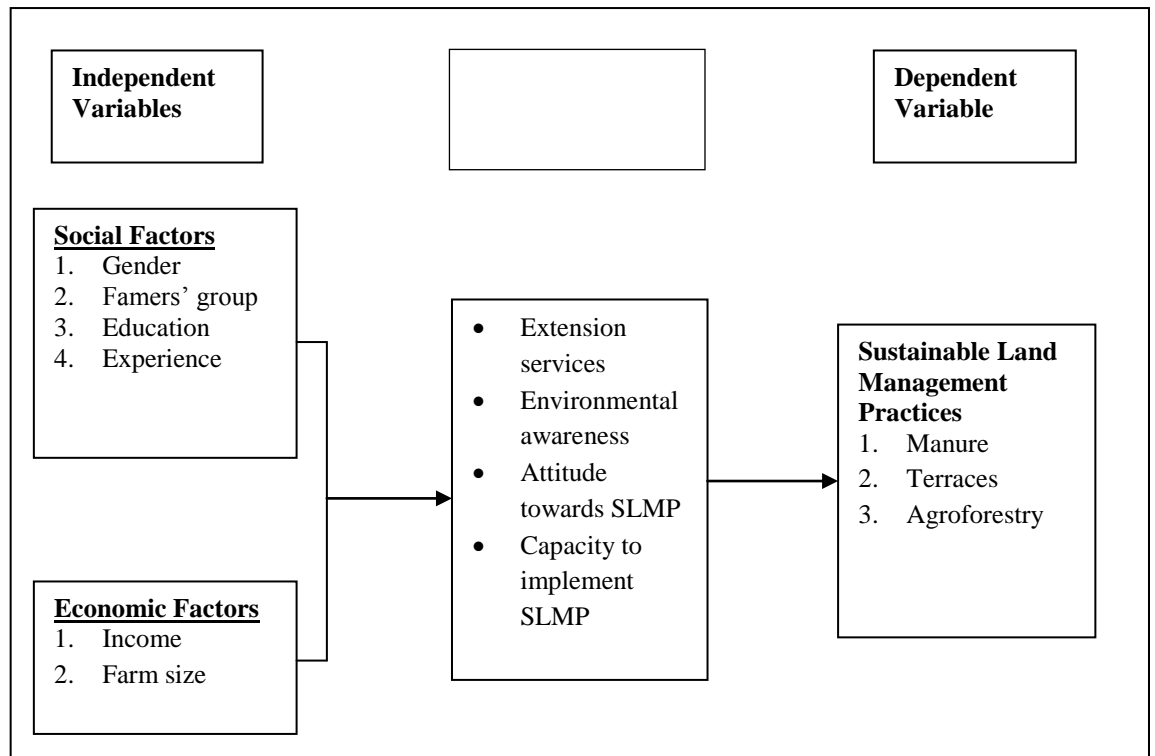 Independent
Variables
Dependent
Variable
Social Factors
1. Gender
2. Famers’ group
3. Education
4. Experience
Economic Factors
1. Income
2. Farm size
• Extension
services
• Environmental
awareness
• Attitude
towards SLMP
• Capacity to
implement
SLMP
Sustainable Land
Management
Practices
1. Manure
2. Terraces
3. Agroforestry